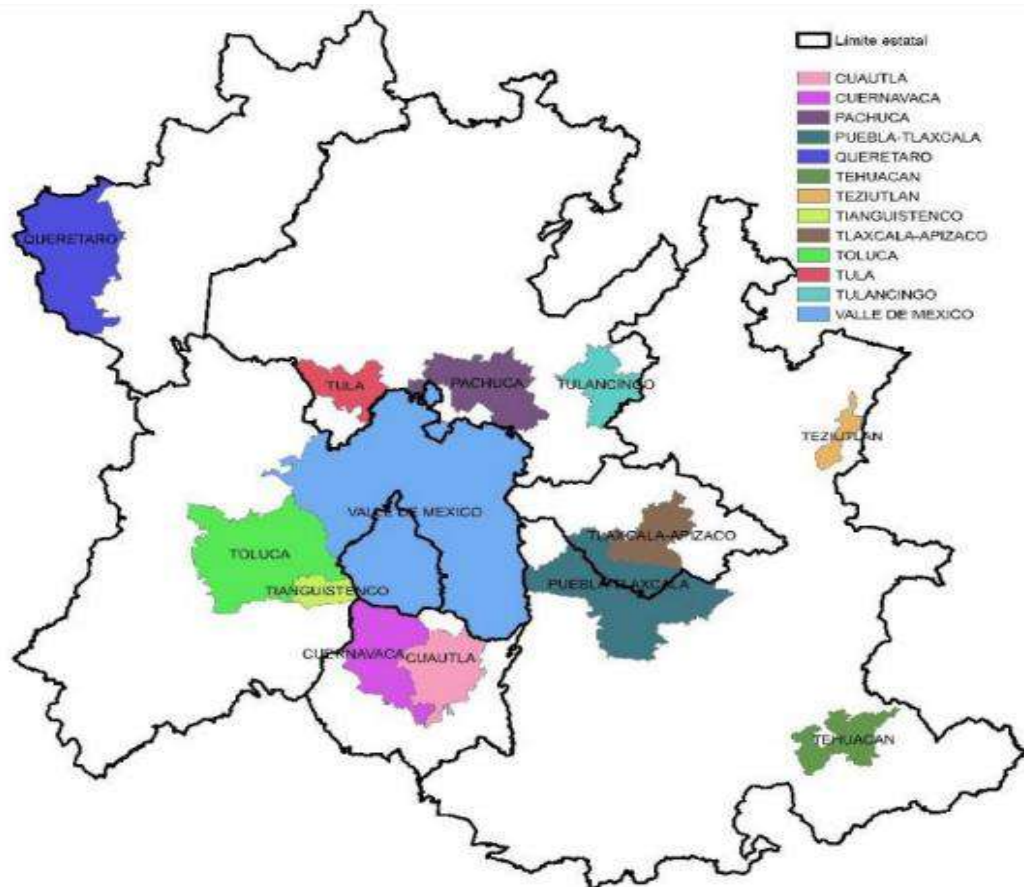 Límite estatal
CUAUTLA
CUERNAVACA
PACHUCA
PUEBLA-TLAXCALA
QUERETARO
TEHUACAN
TEZIUTLAN
TIANGUISTENCO
TLAXCALA-APIZACO
TOLUCA
TULA
TULANCINGO
VALLE DE MEXICO
QUERETARO
TULA
PACHUCA
TULANCINGO
TEZIUTLAN
VALLE DE MEXICO
TLAXCALA-APIZACO
TOLUCA
PUEBLA-TLAXCALA
TIANGUISTENCO
CUERNAVACA
CUAUTLA
TEHUACAN